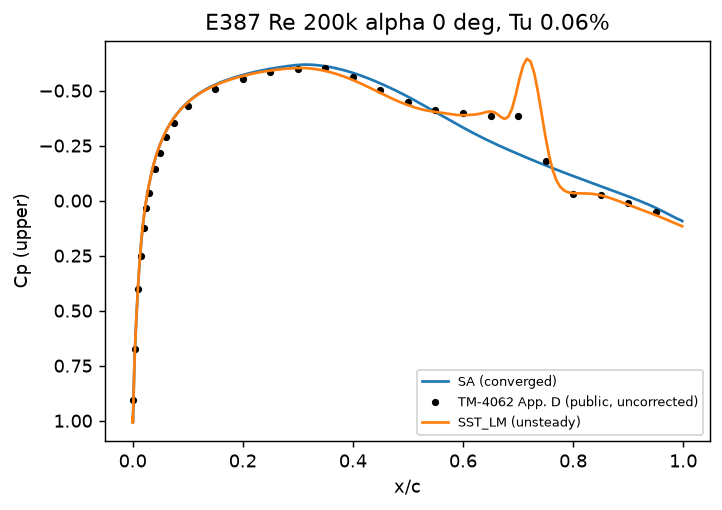 E387 Re 200k alpha 0 deg, Tu 0.06%
−0.50
−0.25
0.00
0.25
0.50
0.75
1.00
Cp (upper)
SA (converged)
TM-4062 App. D (public, uncorrected)
SST_LM (unsteady)
0.0 0.2 0.4 0.6 0.8 1.0
x/c